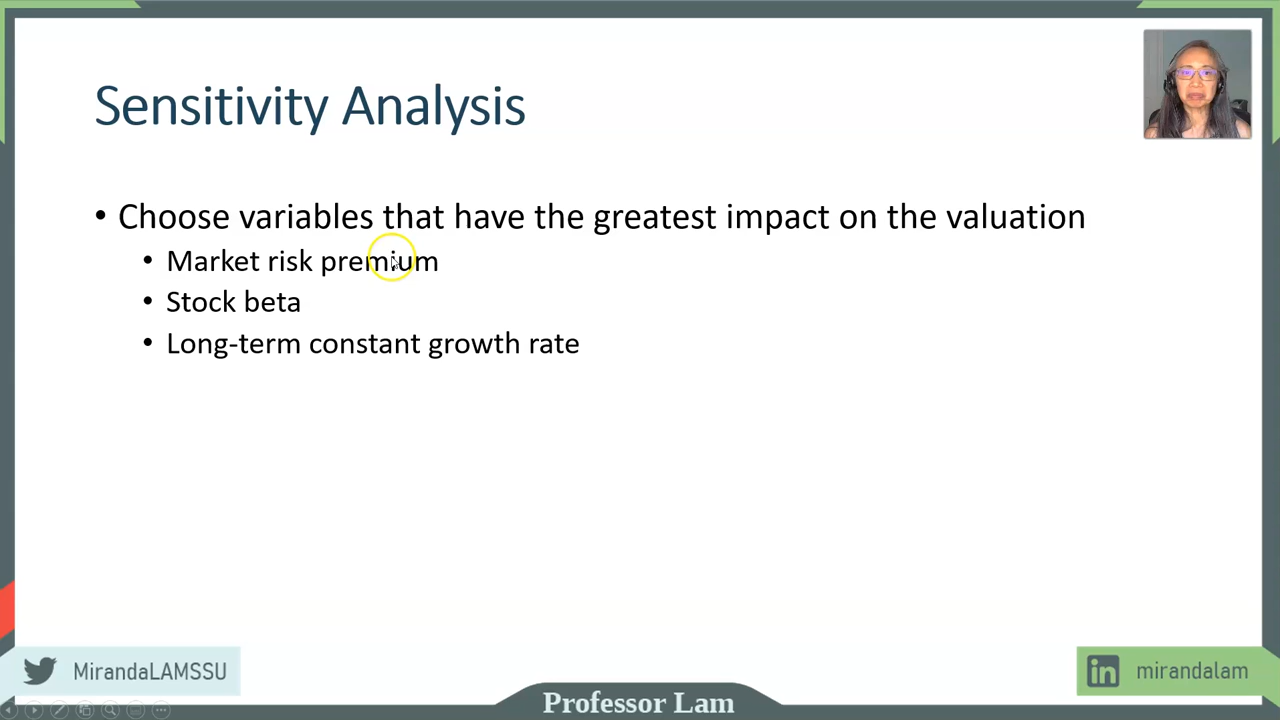 Sensitivity Analysis
• Choose variables that have the greatest impact on the valuation
• Market risk premium
• Stock beta
• Long-term constant growth rate
MirandaLAMSSU
in mirandalam
Professor Lam